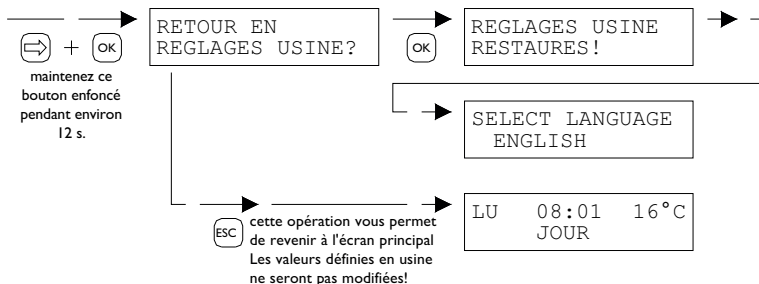 RETOUR EN
REGLAGES USINE?
REGLAGES USINE
RESTAURES!
+ OK
OK
maintenez ce
bouton enfoncé
pendant environ
12 s.
SELECT LANGUAGE
ENGLISH
ESC
cette opération vous permet
de revenir à l'écran principal
Les valeurs définies en usine
ne seront pas modifiées!
LU 08:01 16°C
JOUR